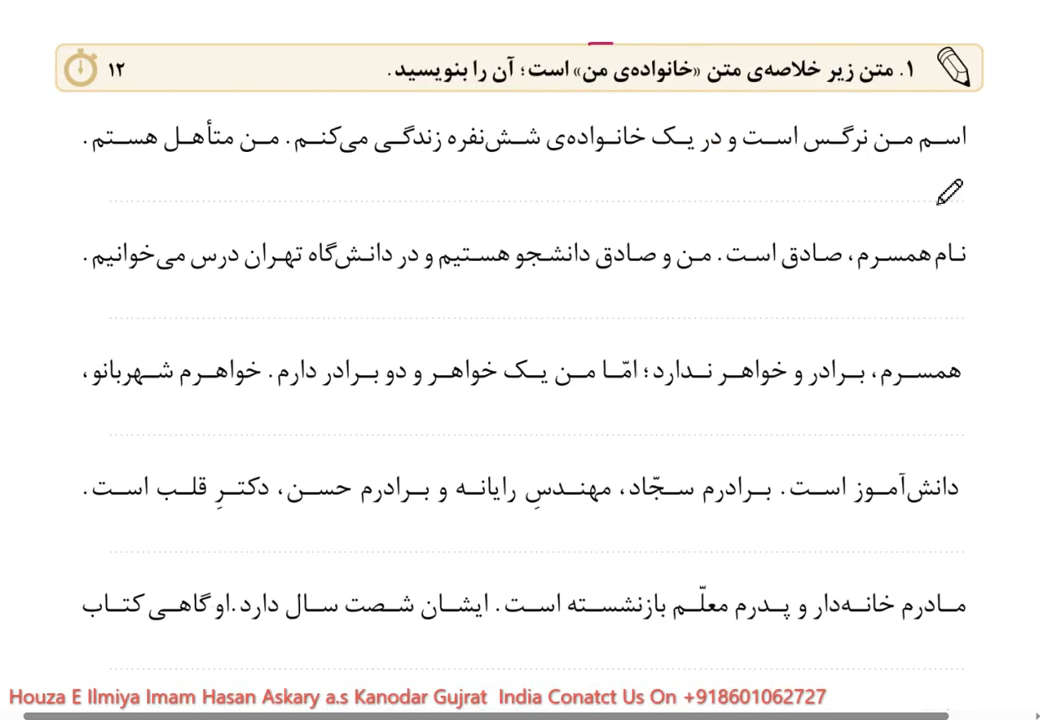 ۱. متن زیر خلاصه‌ی متن «خانواده‌ی من» است؛ آن را بنویسید.
۱۲
اسم من نرگس است و در یک خانواده‌ی شش‌نفره زندگی می‌کنم. من متأهل هستم.
نام همسرم، صادق است. من و صادق دانشجو هستیم و در دانش‌گاه تهران درس می‌خوانیم.
همسرم، برادر و خواهر ندارد؛ امّا من یک خواهر و دو برادر دارم. خواهرم شهربانو،
دانش‌آموز است. برادرم سجّاد، مهندسِ رایانه و برادرم حسن، دکترِ قلب است.
مادرم خانه‌دار و پدرم معلّم بازنشسته است. ایشان شصت سال دارد.او گاهی کتاب
Houza E Ilmiya Imam Hasan Askary a.s Kanodar Gujrat India Conatct Us On +918601062727